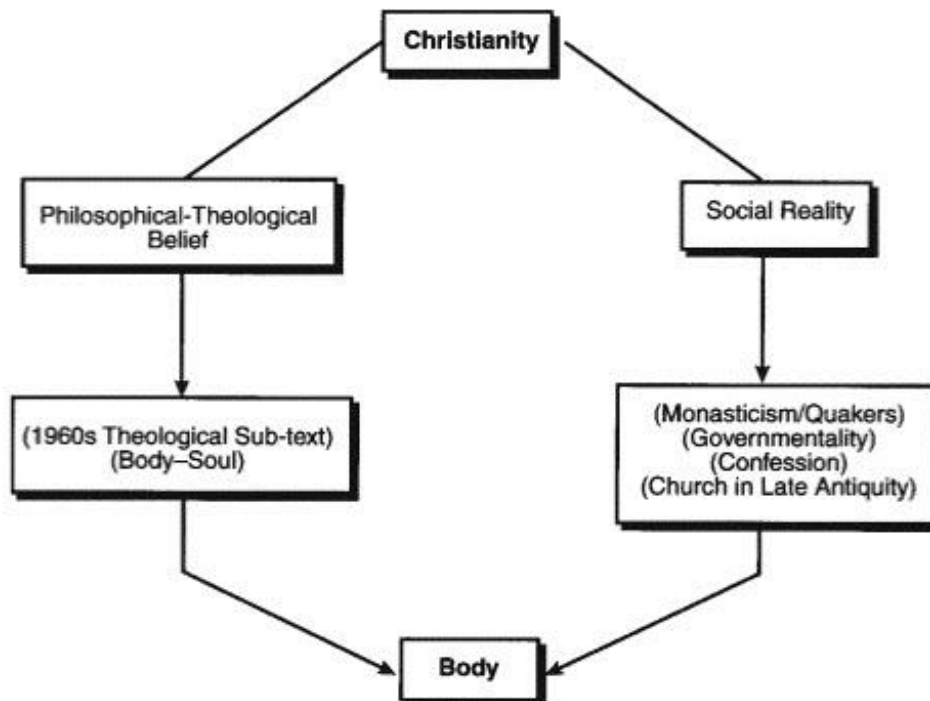 Christianity
Philosophical-Theological
Belief
Social Reality
(1960s Theological Sub-text)
(Body–Soul)
(Monasticism/Quakers)
(Governmentality)
(Confession)
(Church in Late Antiquity)
Body